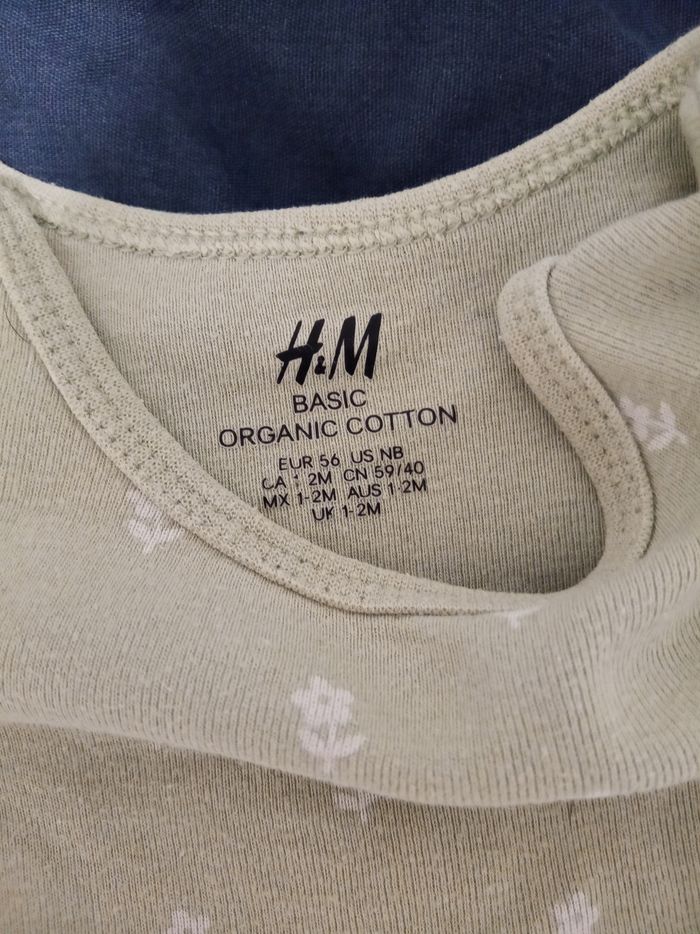 H&M
BASIC
ORGANIC COTTON
EUR 56 US NB
CA 1-2M CN 59/40
MX 1-2M AUS 1-2M
UK 1-2M